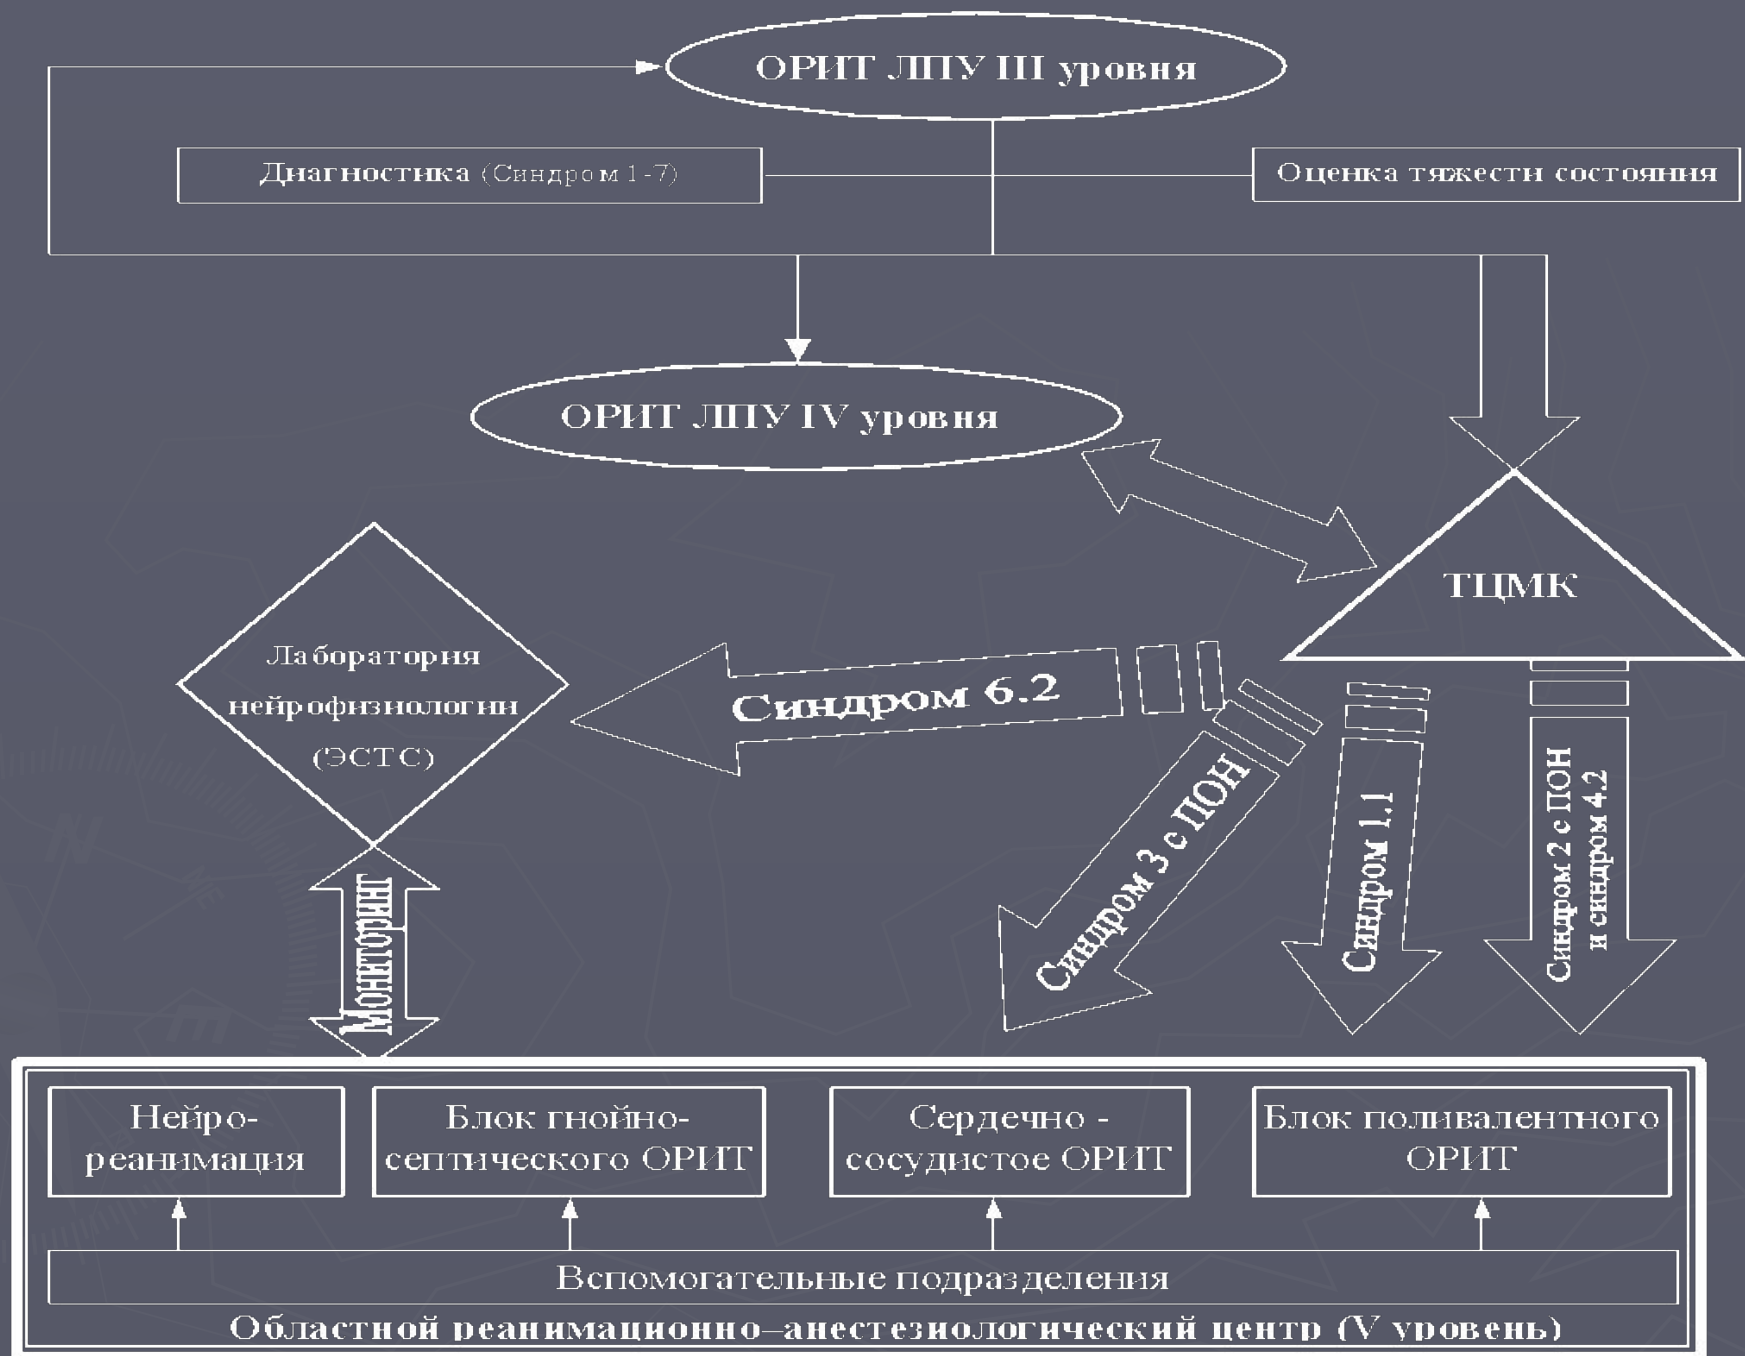 ОРИТ ЛПУ III уровня
Диагностика (Синдром 1-7)
Оценка тяжести состояния
ОРИТ ЛПУ IV уровня
ТЦМК
Лаборатория
нейрофизиологии
(ЭСТС)
Синдром 6.2
Синдром 3 с ПОН
Синдром 1.1
Синдром 2 с ПОН
и синдром 4.2
Мониторинг
Нейро-
реанимация
Блок гнойно-
септического ОРИТ
Сердечно -
сосудистое ОРИТ
Блок поливалентного
ОРИТ
Вспомогательные подразделения
Областной реанимационно–анестезиологический центр (V уровень)
N
NE
E